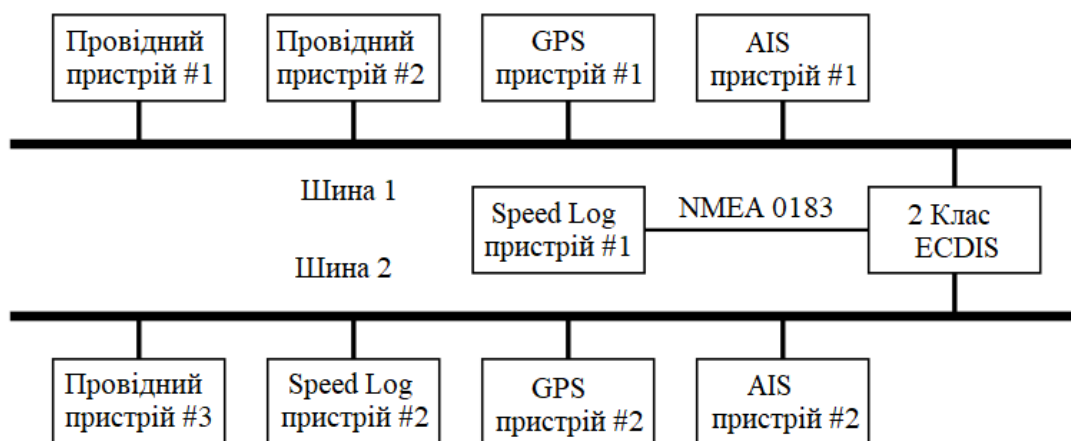 Провідний
пристрій #1
Провідний
пристрій #2
GPS
пристрій #1
AIS
пристрій #1
Шина 1
Speed Log
пристрій #1
NMEA 0183
2 Клас
ECDIS
Шина 2
Провідний
пристрій #3
Speed Log
пристрій #2
GPS
пристрій #2
AIS
пристрій #2